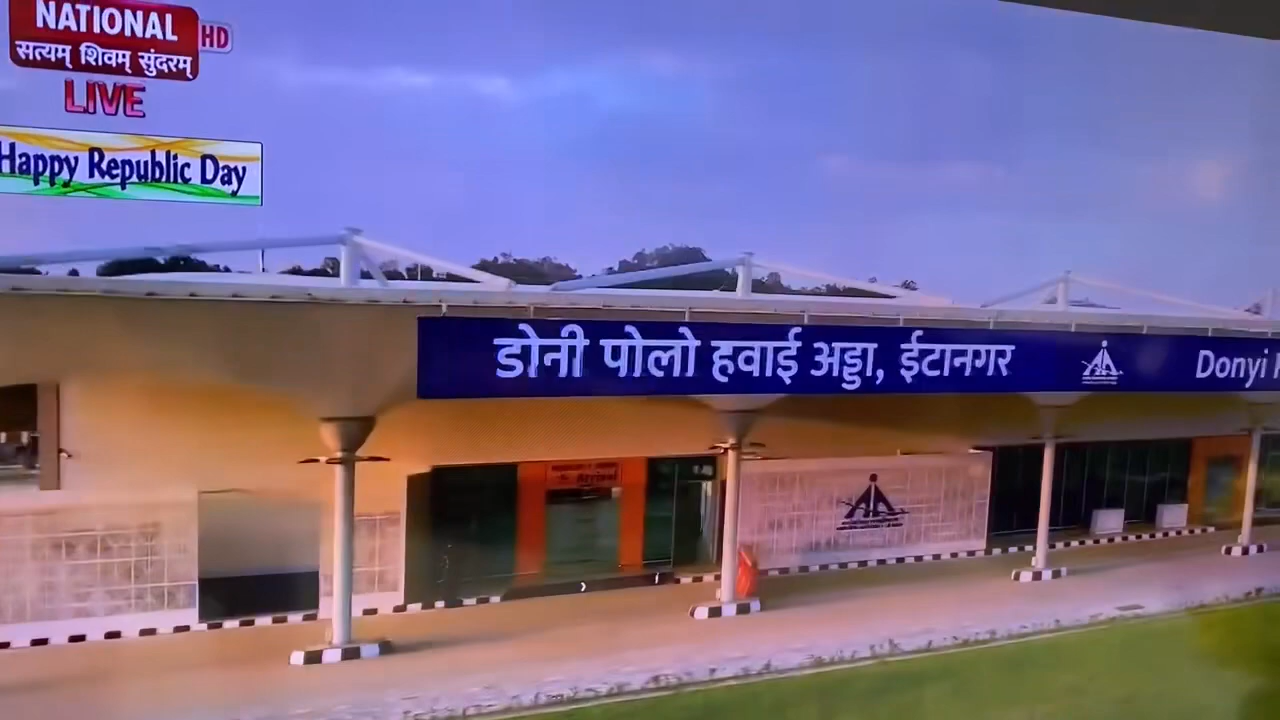 NATIONAL HD
सत्यम् शिवम् सुंदरम्
LIVE
Happy Republic Day
डोनी पोलो हवाई अड्डा, ईटानगर
Donyi
Arrival